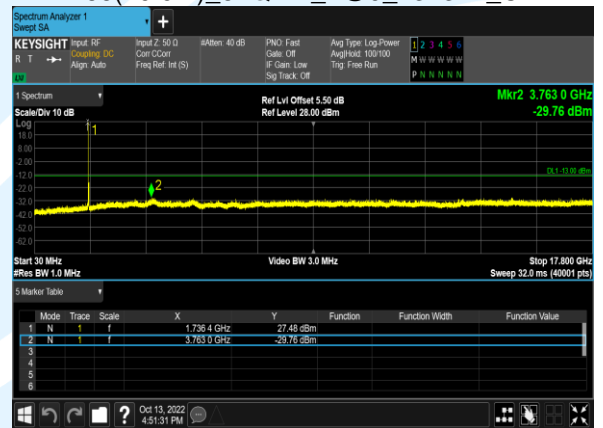 Spectrum Analyzer 1
Swept SA
KEYSIGHT
R T
Input: RF
Coupling: DC
Align: Auto
Input Z: 50 Ω
Corr CCorr
Freq Ref: Int (S)
#Atten: 40 dB
PNO: Fast
Gate: Off
IF Gain: Low
Sig Track: Off
Avg Type: Log-Power
Avg|Hold: 100/100
Trig: Free Run
1 2 3 4 5 6
M W W W W W
P N N N N N
1 Spectrum
Scale/Div 10 dB
Ref Lvl Offset 5.50 dB
Ref Level 28.00 dBm
Mkr2 3.763 0 GHz
-29.76 dBm
Log
18.0
8.00
-2.00
-12.0
-22.0
-32.0
-42.0
-52.0
-62.0
1
2
DL1 -13.00 dBm
Start 30 MHz
#Res BW 1.0 MHz
Video BW 3.0 MHz
Stop 17.800 GHz
Sweep 32.0 ms (40001 pts)
5 Marker Table
Mode Trace Scale X Y Function Function Width Function Value
1 N 1 f 1.736 4 GHz 27.48 dBm
2 N 1 f 3.763 0 GHz -29.76 dBm
3
4
5
6
?
Oct 13, 2022
4:51:31 PM